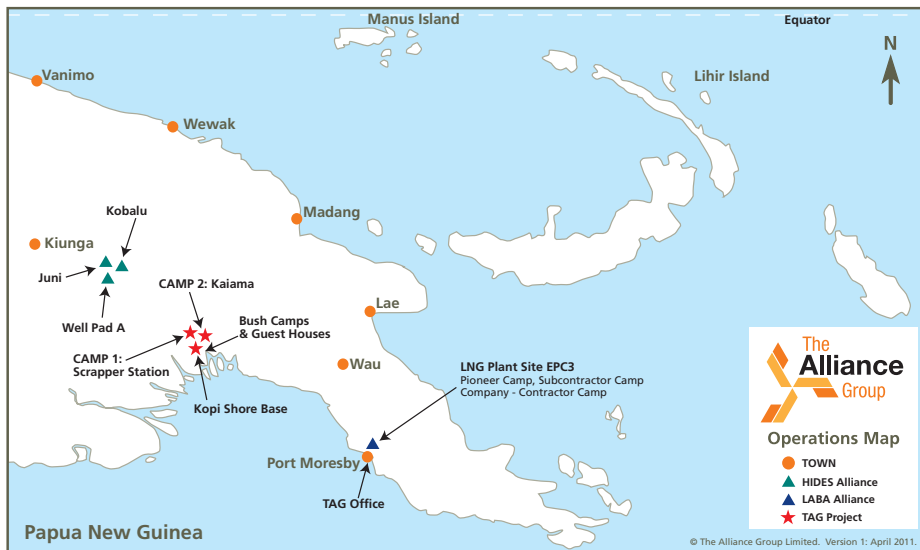 Manus Island
Equator
N
Lihir Island
Vanimo
Wewak
Kobalu
Madang
Kiunga
Juni
CAMP 2: Kaiama
Well Pad A
Bush Camps
& Guest Houses
Lae
CAMP 1:
Scrapper Station
Wau
LNG Plant Site EPC3
Pioneer Camp, Subcontractor Camp
Company - Contractor Camp
Kopi Shore Base
Port Moresby
TAG Office
The
Alliance
Group
Operations Map
TOWN
HIDES Alliance
LABA Alliance
TAG Project
Papua New Guinea
© The Alliance Group Limited. Version 1: April 2011.